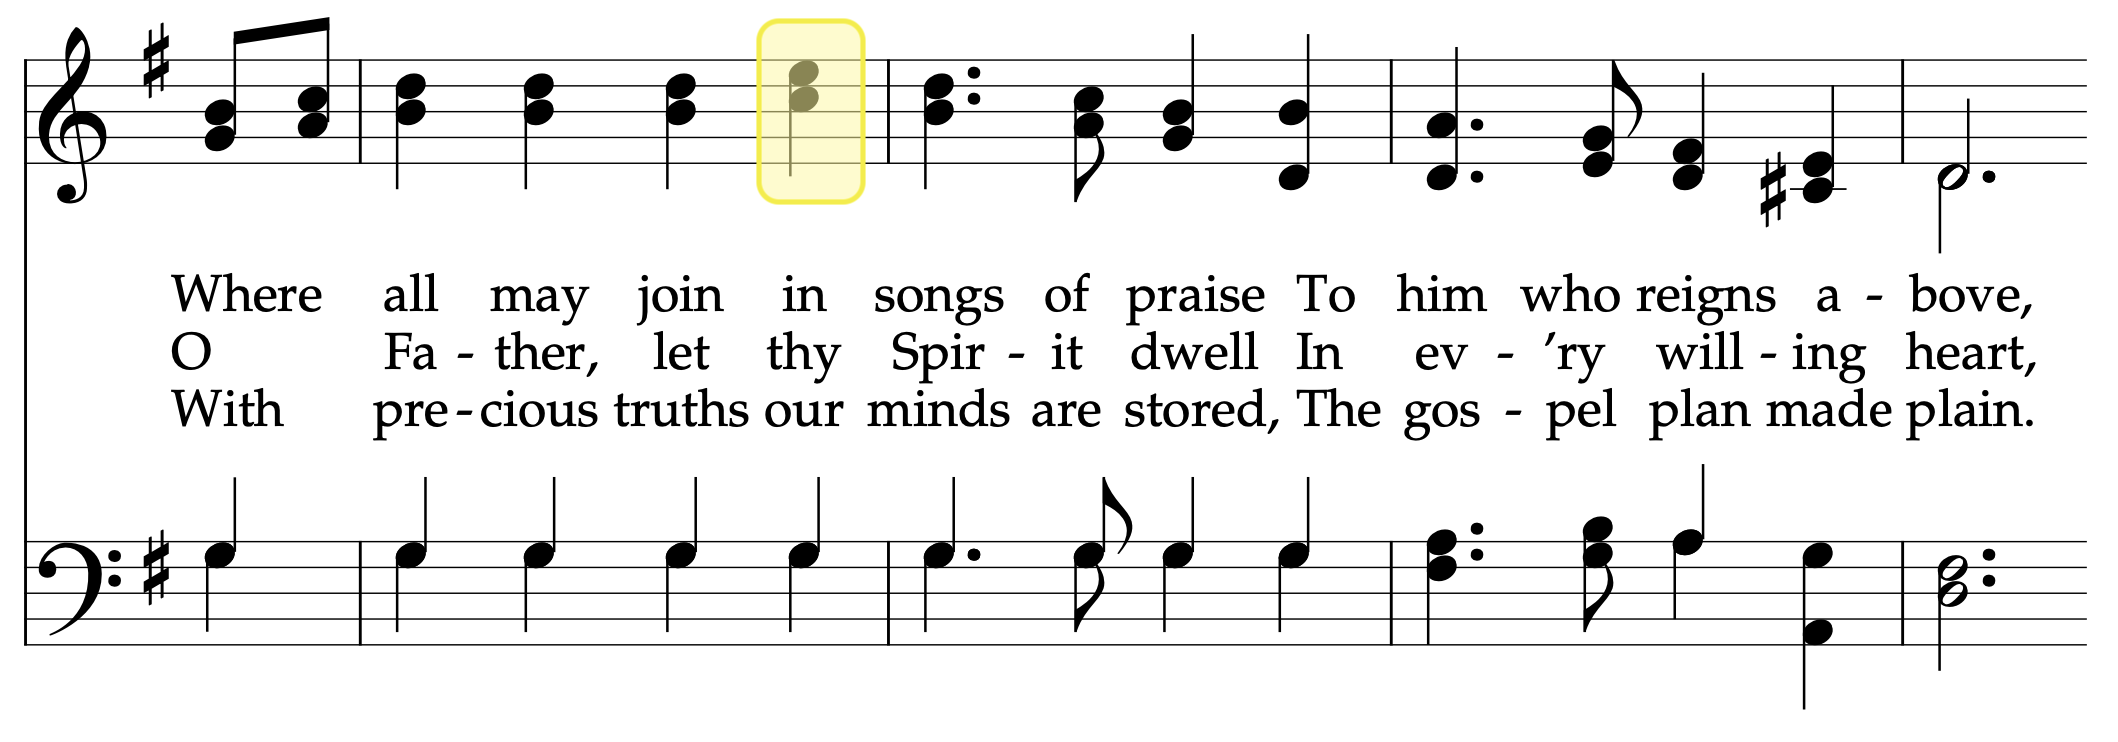 Where all may join in songs of praise To him who reigns a - bove,
O Fa - ther, let thy Spir - it dwell In ev - ’ry will - ing heart,
With pre - cious truths our minds are stored, The gos - pel plan made plain.